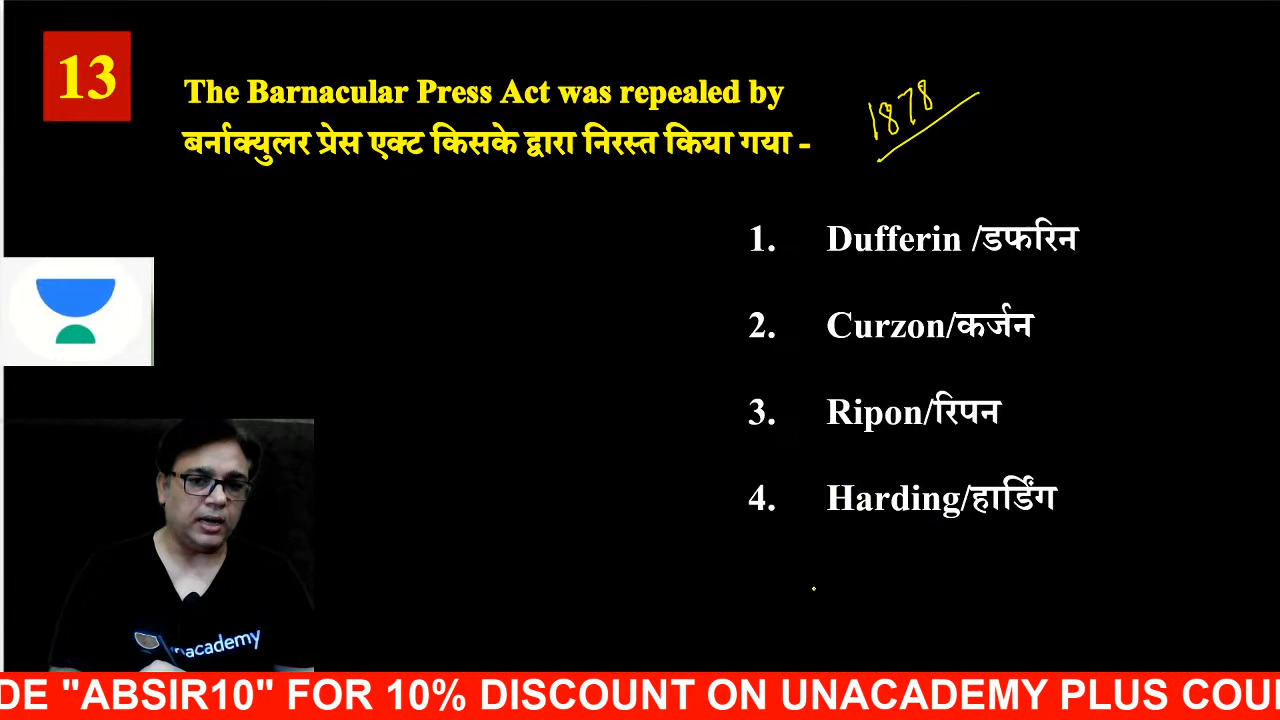 13
The Barnacular Press Act was repealed by
बर्नाक्युलर प्रेस एक्ट किसके द्वारा निरस्त किया गया -
1878
1. Dufferin /डफरिन
2. Curzon/कर्जन
3. Ripon/रिपन
4. Harding/हार्डिंग
unacademy
DE "ABSIR10" FOR 10% DISCOUNT ON UNACADEMY PLUS COU